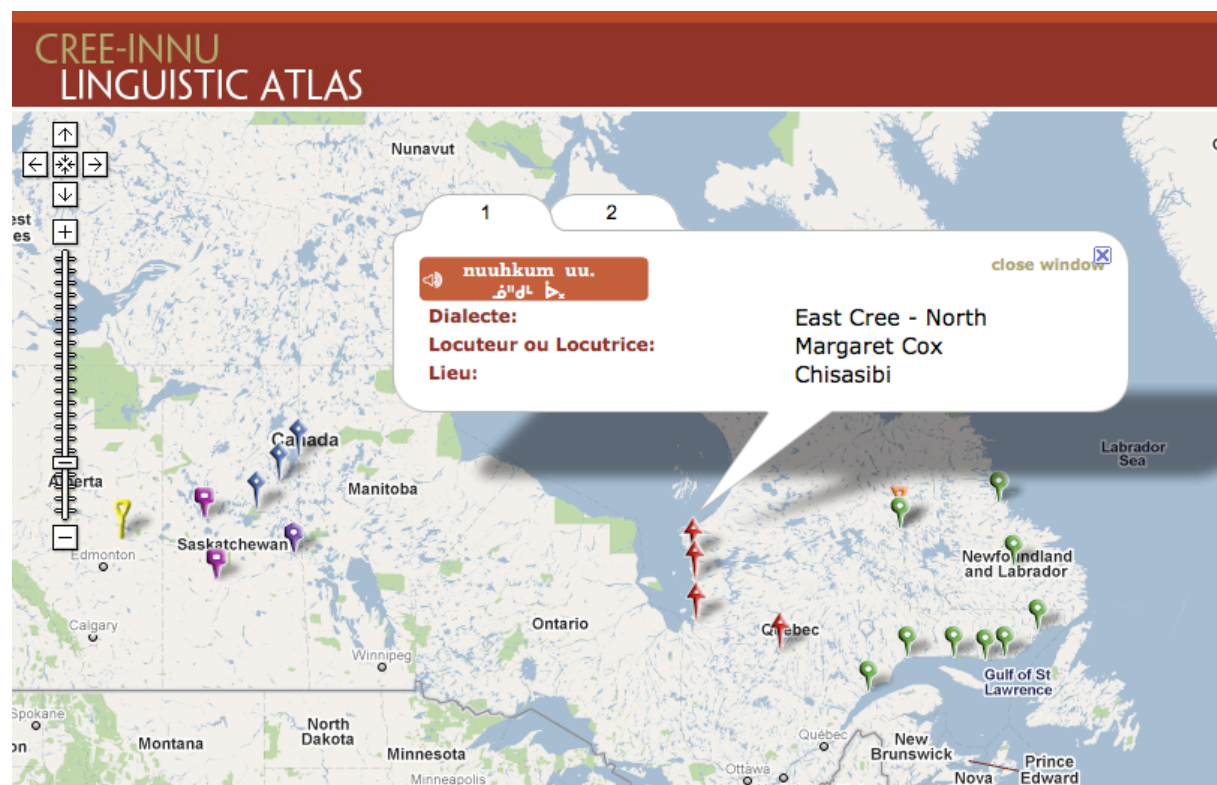 CREE-INNU
LINGUISTIC ATLAS
Nunavut
1
2
close window
nuuhkum uu.
ᓅᐦᑯᒻ ᐆ᙮
Dialecte:
East Cree - North
Locuteur ou Locutrice:
Margaret Cox
Lieu:
Chisasibi
Canada
Labrador
Sea
Alberta
Manitoba
Saskatchewan
Edmonton
Newfoundland
and Labrador
Calgary
Ontario
Quebec
Winnipeg
Gulf of St
Lawrence
Spokane
North
Dakota
Montana
Minnesota
Minneapolis
Québec
New
Brunswick
Ottawa
Prince
Edward
Nova